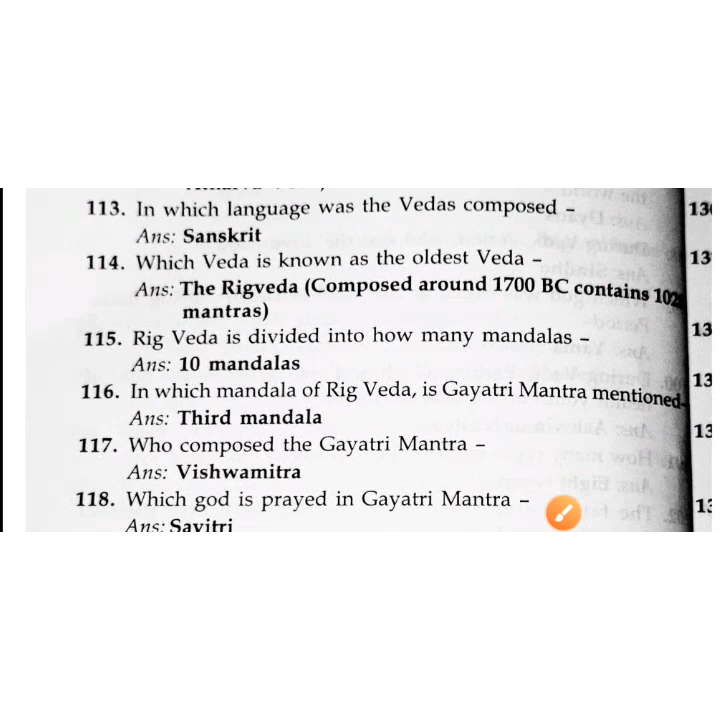 113. In which language was the Vedas composed –
Ans: Sanskrit
114. Which Veda is known as the oldest Veda –
Ans: The Rigveda (Composed around 1700 BC contains 102
mantras)
115. Rig Veda is divided into how many mandalas –
Ans: 10 mandalas
116. In which mandala of Rig Veda, is Gayatri Mantra mentioned-
Ans: Third mandala
117. Who composed the Gayatri Mantra –
Ans: Vishwamitra
118. Which god is prayed in Gayatri Mantra –
Ans: Savitri